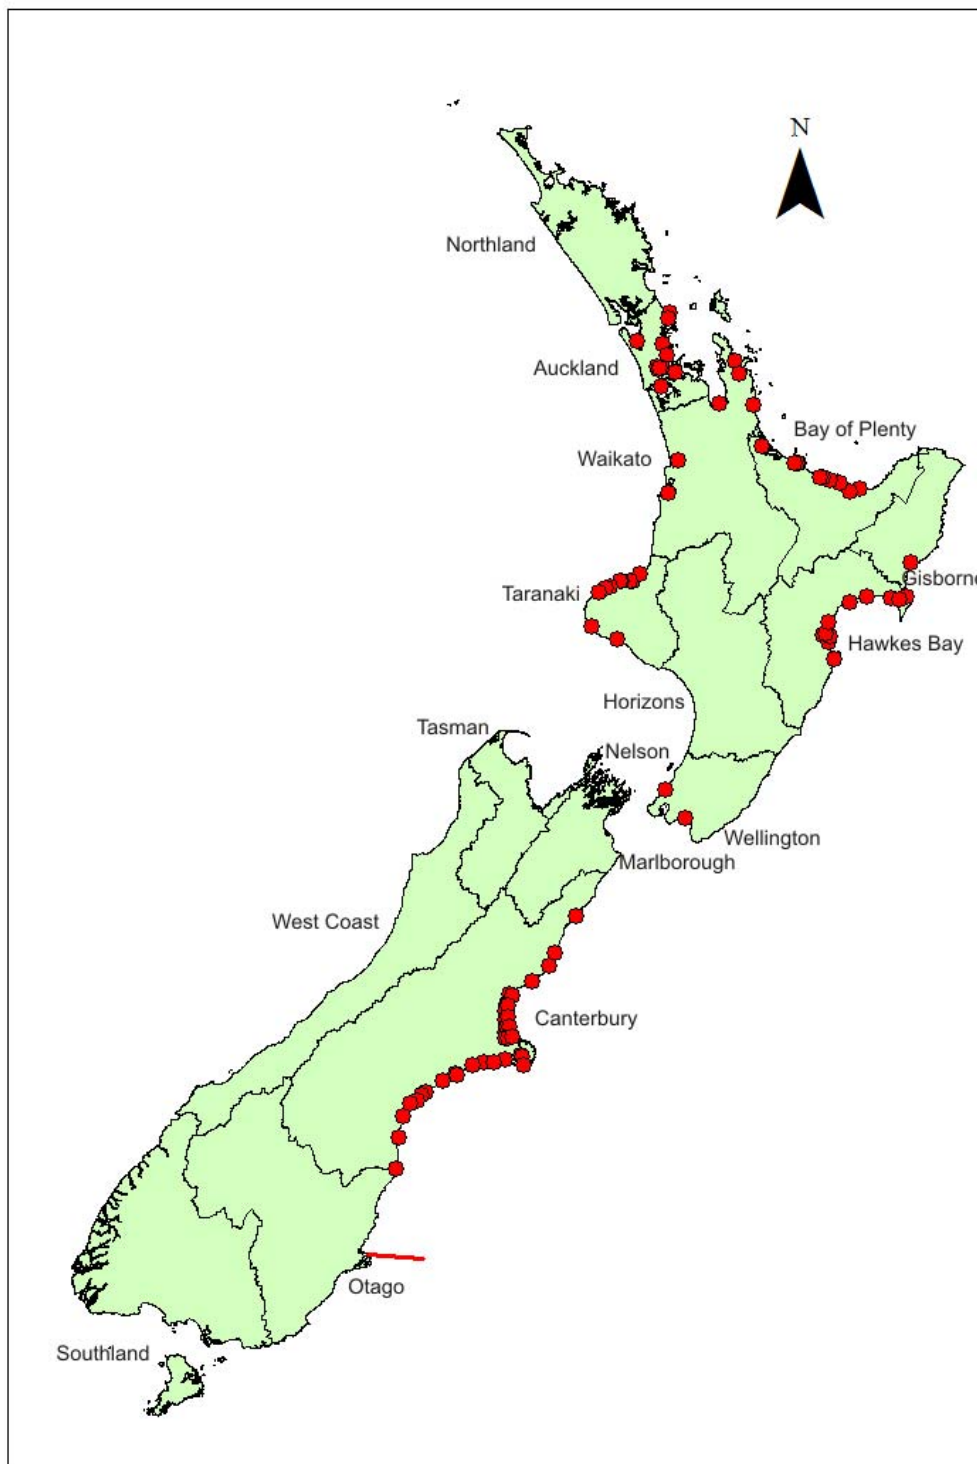 N
Northland
Auckland
Bay of Plenty
Waikato
Gisborne
Taranaki
Hawkes Bay
Horizons
Tasman
Nelson
Wellington
Marlborough
West Coast
Canterbury
Otago
Southland